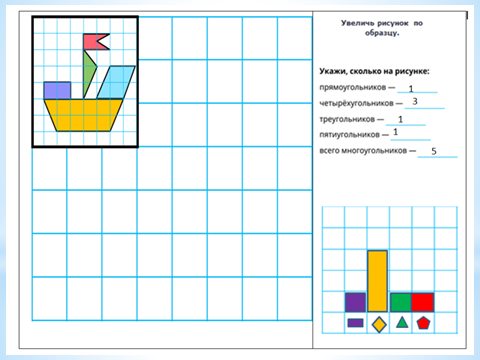 Увеличь рисунок по
образцу.
Укажи, сколько на рисунке:
прямоугольников — 1
четырёхугольников — 3
треугольников — 1
пятиугольников — 1
всего многоугольников — 5